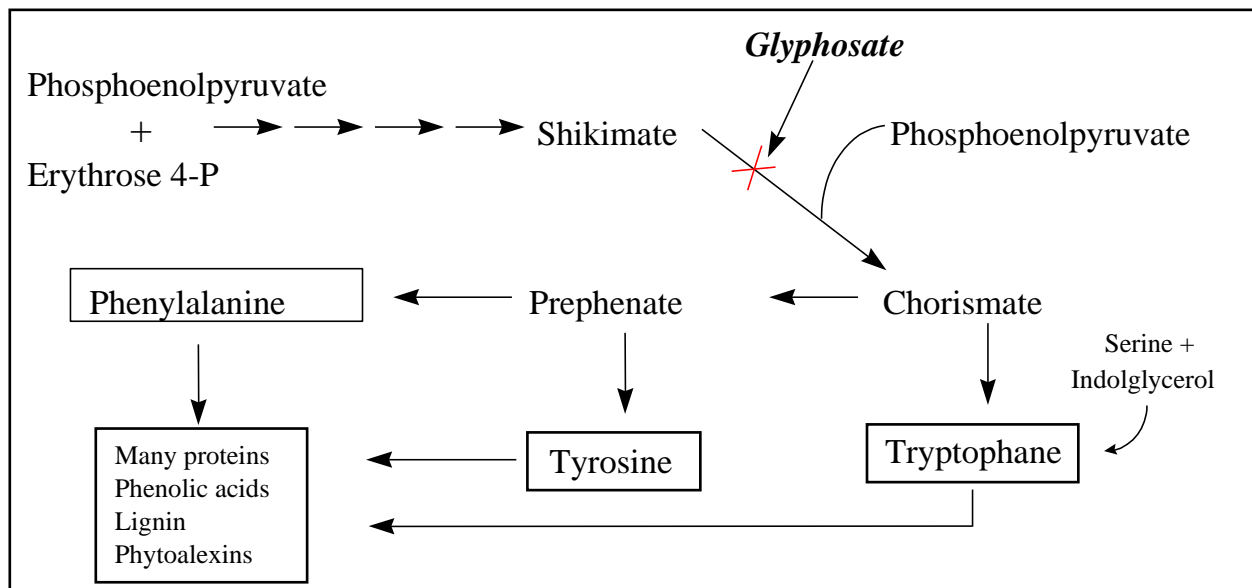 Glyphosate
Phosphoenolpyruvate
+
Erythrose 4-P
Shikimate
Phosphoenolpyruvate
Phenylalanine
Prephenate
Chorismate
Serine +
Indolglycerol
Many proteins
Phenolic acids
Lignin
Phytoalexins
Tyrosine
Tryptophane